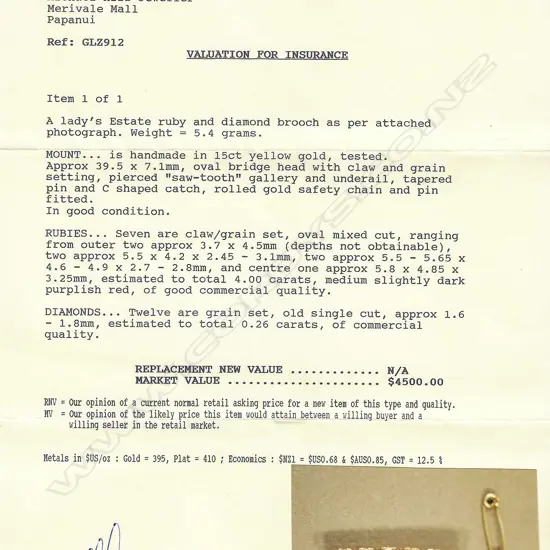 Merivale Mall
Papanui
Ref: GLZ912
VALUATION FOR INSURANCE
Item 1 of 1
A lady's Estate ruby and diamond brooch as per attached
photograph. Weight = 5.4 grams.
MOUNT... is handmade in 15ct yellow gold, tested.
Approx 39.5 x 7.1mm, oval bridge head with claw and grain
setting, pierced "saw-tooth" gallery and underail, tapered
pin and C shaped catch, rolled gold safety chain and pin
fitted.
In good condition.
RUBIES... Seven are claw/grain set, oval mixed cut, ranging
from outer two approx 3.7 x 4.5mm (depths not obtainable),
two approx 5.5 x 4.2 x 2.45 - 3.1mm, two approx 5.5 - 5.65 x
4.6 - 4.9 x 2.7 - 2.8mm, and centre one approx 5.8 x 4.85 x
3.25mm, estimated to total 4.00 carats, medium slightly dark
purplish red, of good commercial quality.
DIAMONDS... Twelve are grain set, old single cut, approx 1.6
- 1.8mm, estimated to total 0.26 carats, of commercial
quality.
REPLACEMENT NEW VALUE ............. N/A
MARKET VALUE ...................... $4500.00
RNV = Our opinion of a current normal retail asking price for a new item of this type and quality.
MV = Our opinion of the likely price this item would attain between a willing buyer and a
willing seller in the retail market.
Metals in $US/oz : Gold = 395, Plat = 410 ; Economics : $NZ1 = $US0.68 & $AU$0.85, GST = 12.5 %